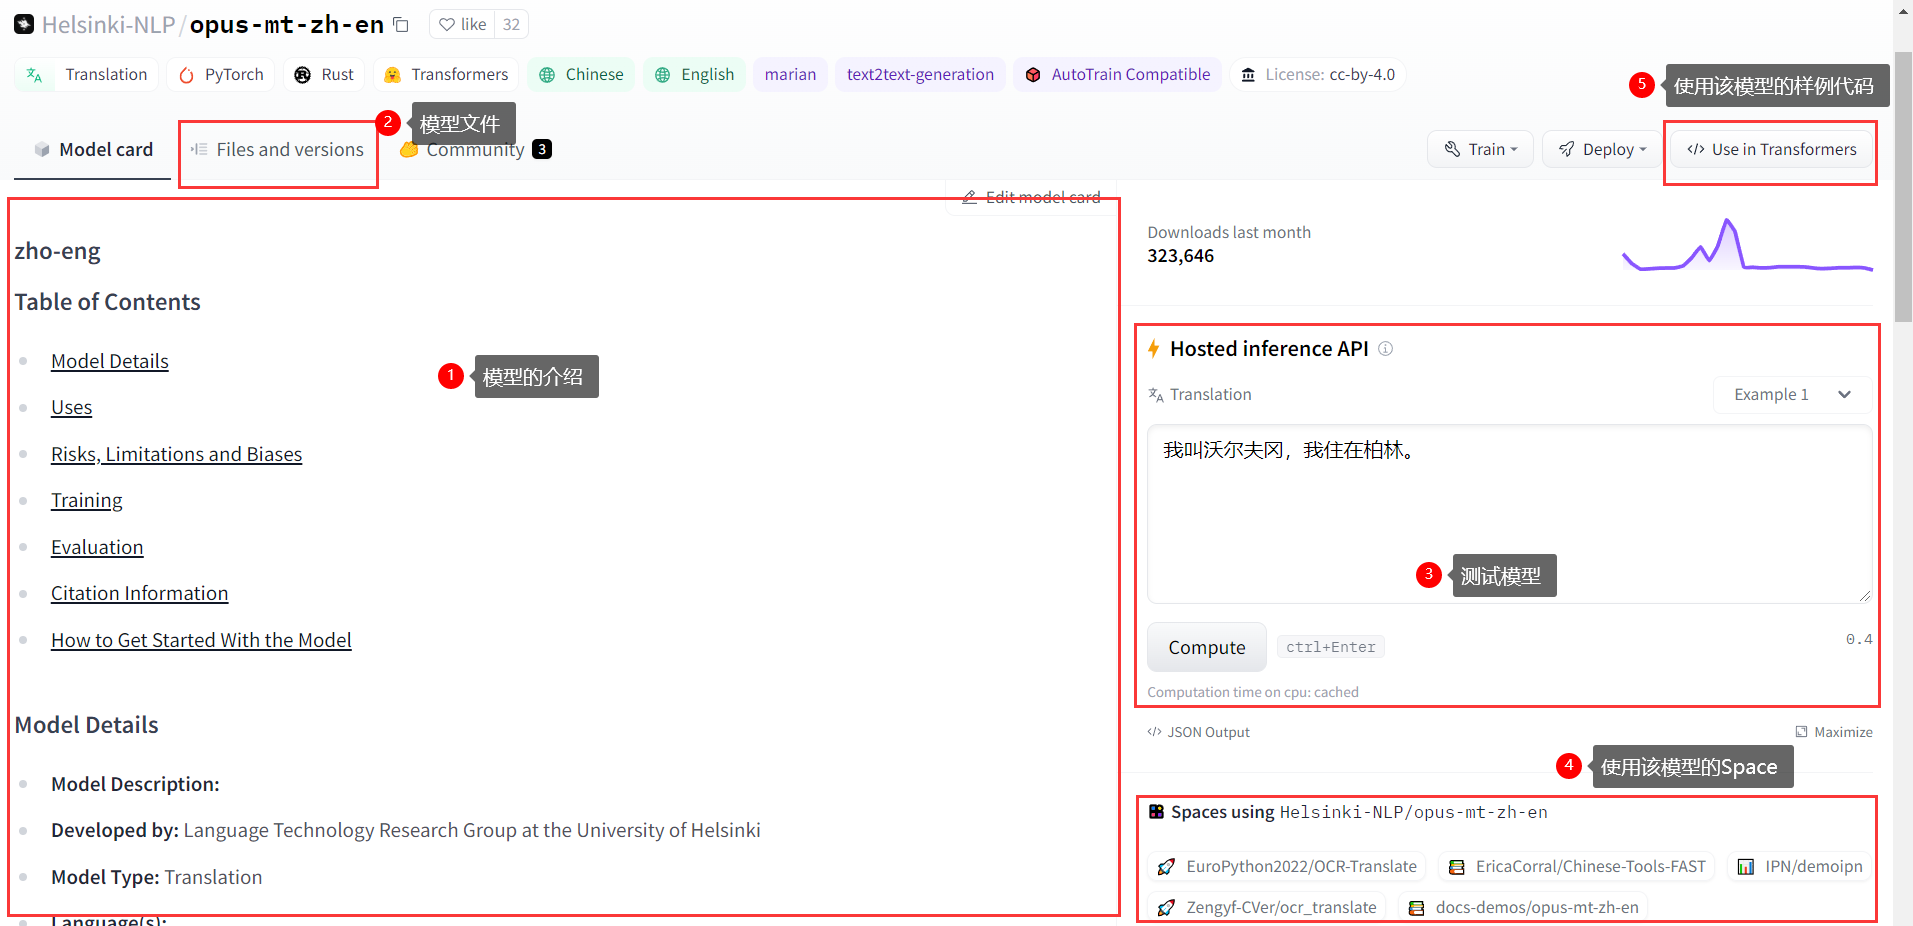 Helsinki-NLP/opus-mt-zh-en like 32
Translation PyTorch Rust Transformers Chinese English marian text2text-generation AutoTrain Compatible License: cc-by-4.0
5 使用该模型的样例代码
2 模型文件
Model card Files and versions Community 3 Train Deploy Use in Transformers
Edit model card
zho-eng
Table of Contents
Model Details
Uses
Risks, Limitations and Biases
Training
Evaluation
Citation Information
How to Get Started With the Model
1 模型的介绍
Model Details
Model Description:
Developed by: Language Technology Research Group at the University of Helsinki
Model Type: Translation
Language(s):
Downloads last month
323,646
Hosted inference API
Translation Example 1
我叫沃尔夫冈，我住在柏林。
3 测试模型
Compute ctrl+Enter 0.4
Computation time on cpu: cached
JSON Output Maximize
4 使用该模型的Space
Spaces using Helsinki-NLP/opus-mt-zh-en
EuroPython2022/OCR-Translate EricaCorral/Chinese-Tools-FAST IPN/demoipn
Zengyf-CVer/ocr_translate docs-demos/opus-mt-zh-en